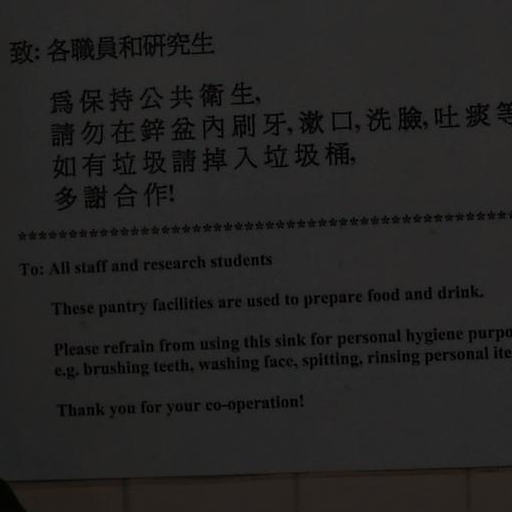 致: 各職員和研究生
為保持公共衛生,
請勿在鋅盆內刷牙, 漱口, 洗臉, 吐痰等
如有垃圾請掉入垃圾桶,
多謝合作!
************************************************
To: All staff and research students
These pantry facilities are used to prepare food and drink.
Please refrain from using this sink for personal hygiene purpo
e.g. brushing teeth, washing face, spitting, rinsing personal ite
Thank you for your co-operation!